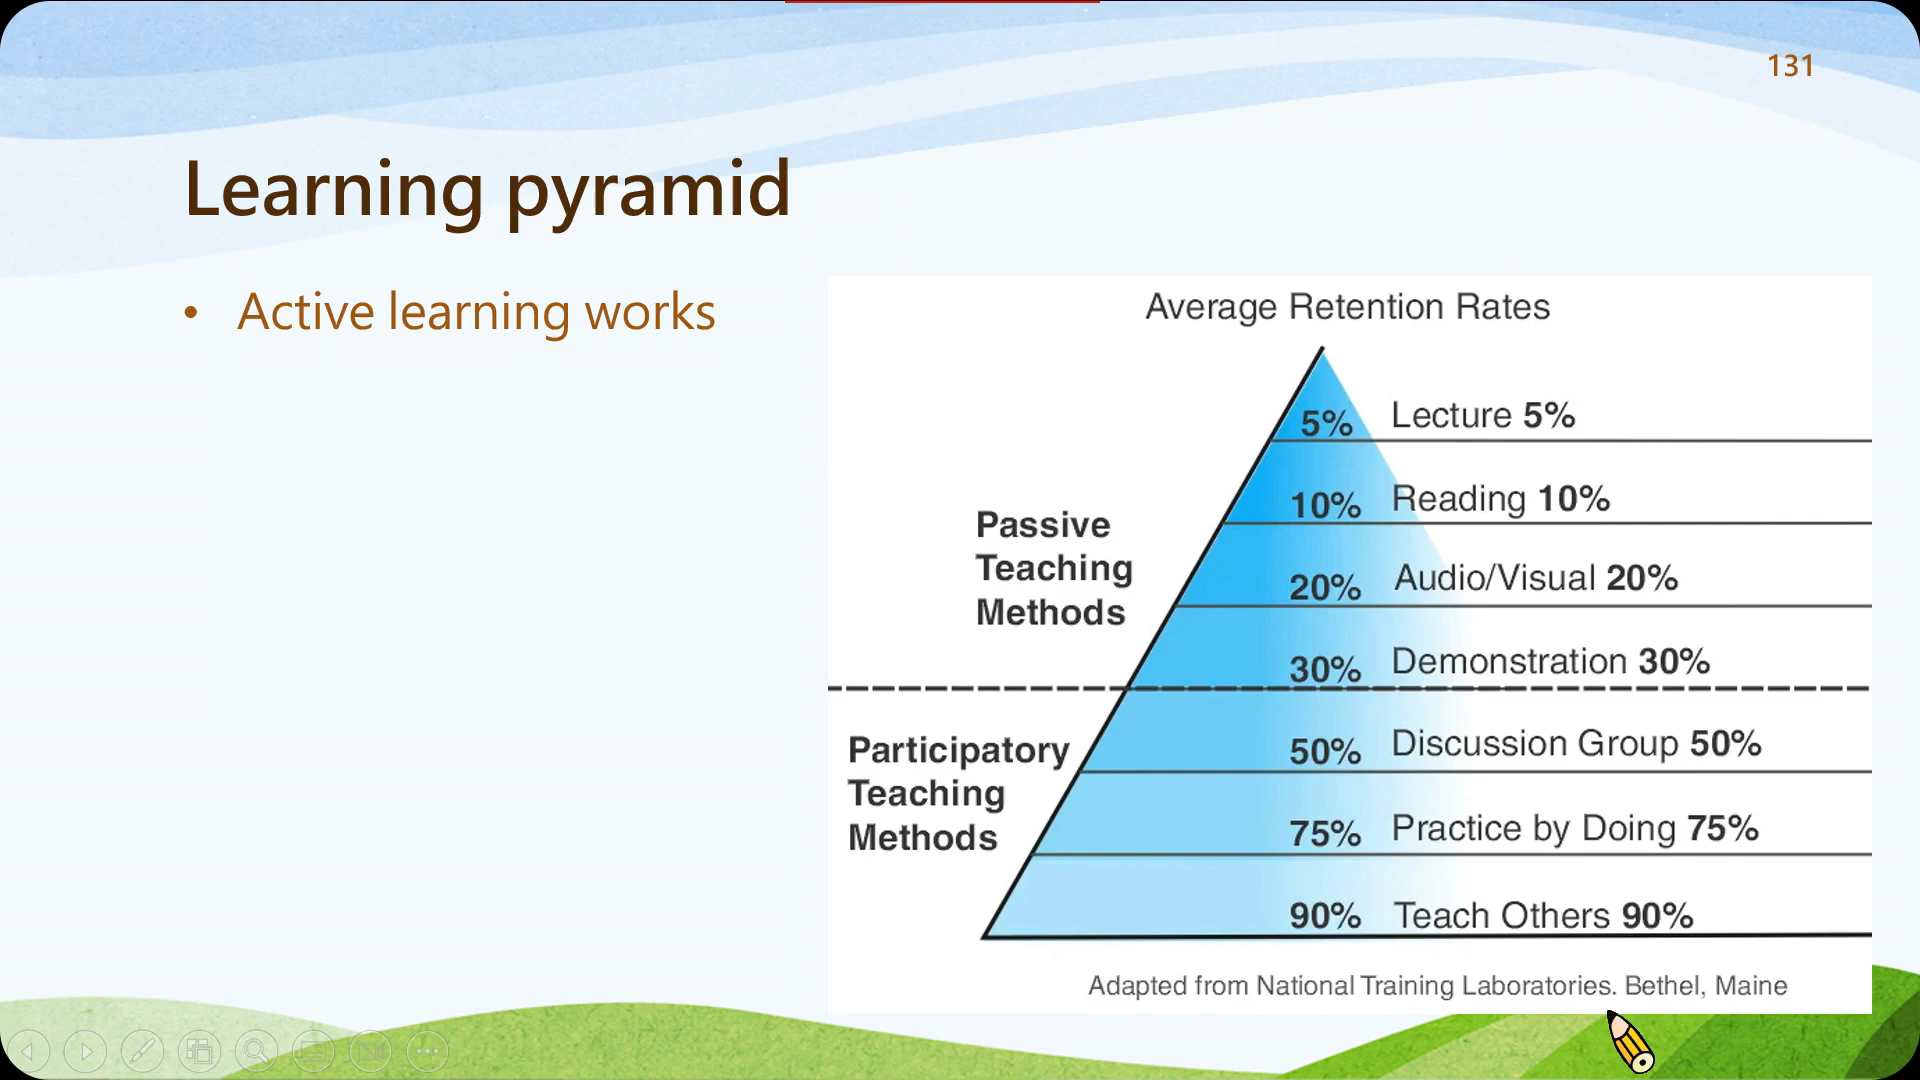 131
Learning pyramid
• Active learning works
Average Retention Rates
5% Lecture 5%
10% Reading 10%
20% Audio/Visual 20%
30% Demonstration 30%
Passive
Teaching
Methods
50% Discussion Group 50%
75% Practice by Doing 75%
90% Teach Others 90%
Participatory
Teaching
Methods
Adapted from National Training Laboratories. Bethel, Maine